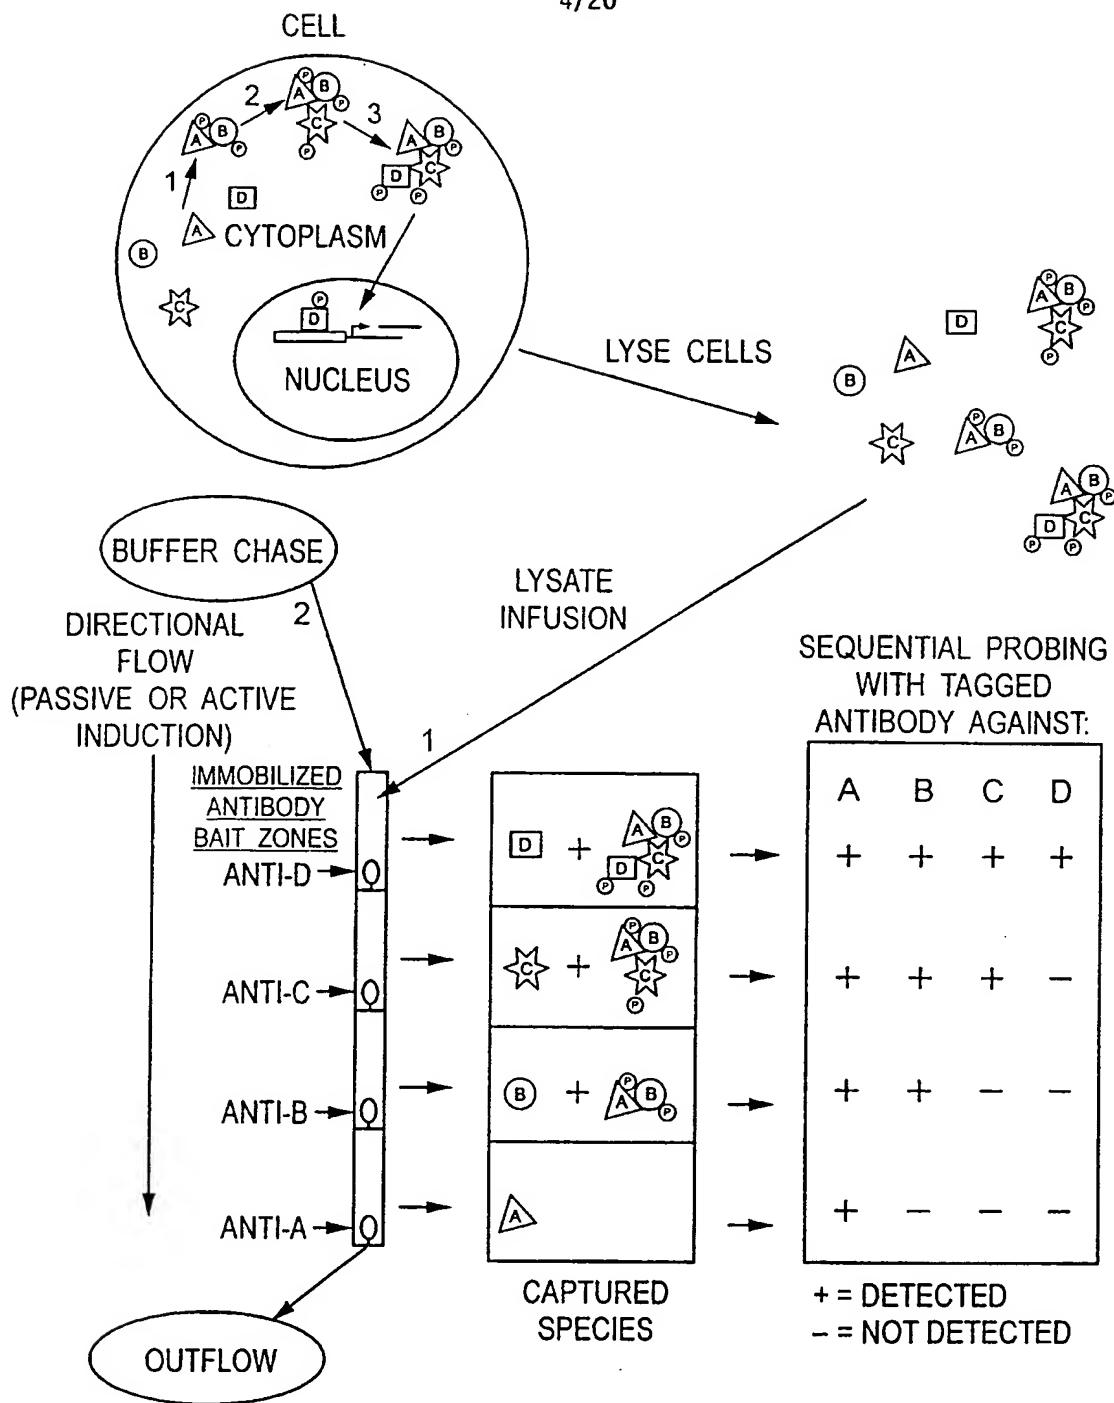 4/20
CELL
P
A
B
P
2
P
A
B
P
C
P
3
A
B
P
C
D
P
P
1
D
A
CYTOPLASM
B
C
P
D
NUCLEUS
LYSE CELLS
P
A
B
P
C
P
D
A
B
C
P
A
B
P
A
B
P
C
D
P
P
BUFFER CHASE
2
LYSATE
INFUSION
1
DIRECTIONAL
FLOW
(PASSIVE OR ACTIVE
INDUCTION)
SEQUENTIAL PROBING
WITH TAGGED
ANTIBODY AGAINST:
IMMOBILIZED
ANTIBODY
BAIT ZONES
ANTI-D
ANTI-C
ANTI-B
ANTI-A
D + A B P C D P P
C + P A B P C P
B + P A B P
A
CAPTURED
SPECIES
A B C D
+ + + +
+ + + –
+ + – –
+ – – –
+ = DETECTED
– = NOT DETECTED
OUTFLOW